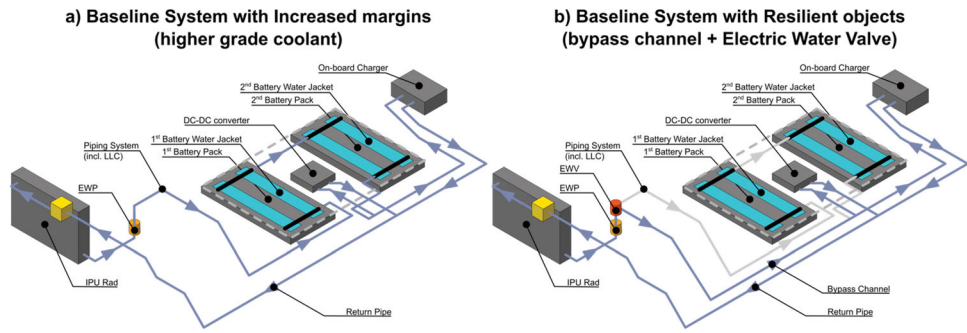 a) Baseline System with Increased margins
(higher grade coolant)
On-board Charger
2nd Battery Water Jacket
2nd Battery Pack
DC-DC converter
1st Battery Water Jacket
1st Battery Pack
Piping System
(incl. LLC)
EWP
IPU Rad
Return Pipe
b) Baseline System with Resilient objects
(bypass channel + Electric Water Valve)
On-board Charger
2nd Battery Water Jacket
2nd Battery Pack
DC-DC converter
1st Battery Water Jacket
1st Battery Pack
Piping System
(incl. LLC)
EWV
EWP
IPU Rad
Bypass Channel
Return Pipe